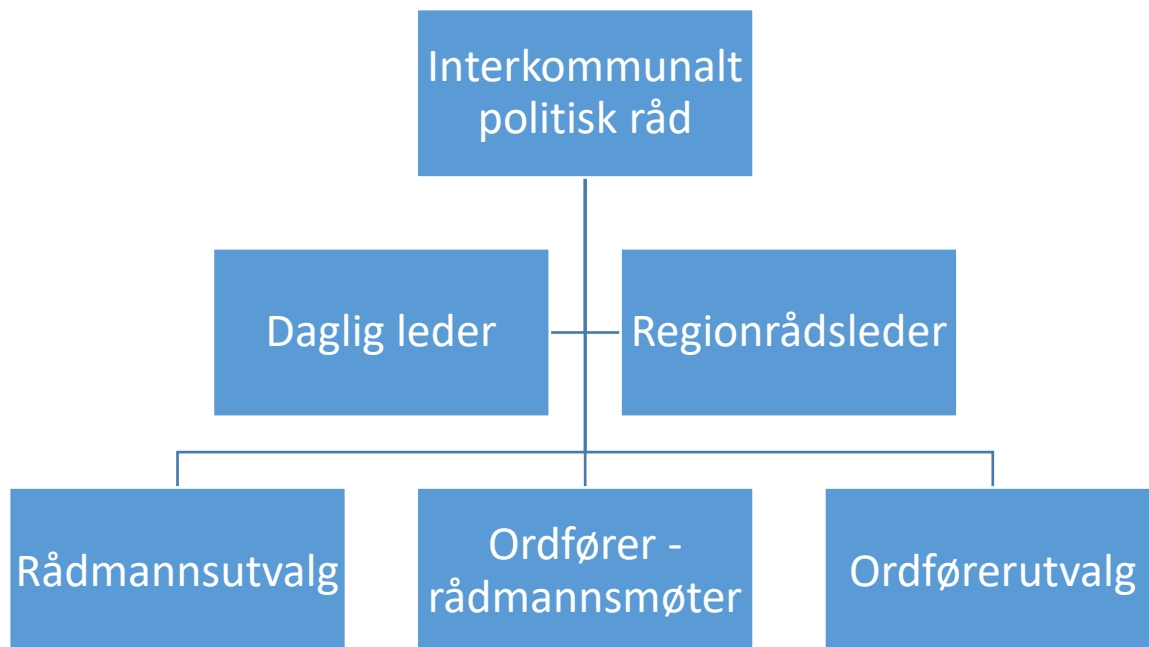 Interkommunalt
politisk råd
Daglig leder
Regionrådsleder
Rådmannsutvalg
Ordfører -
rådmannsmøter
Ordførerutvalg